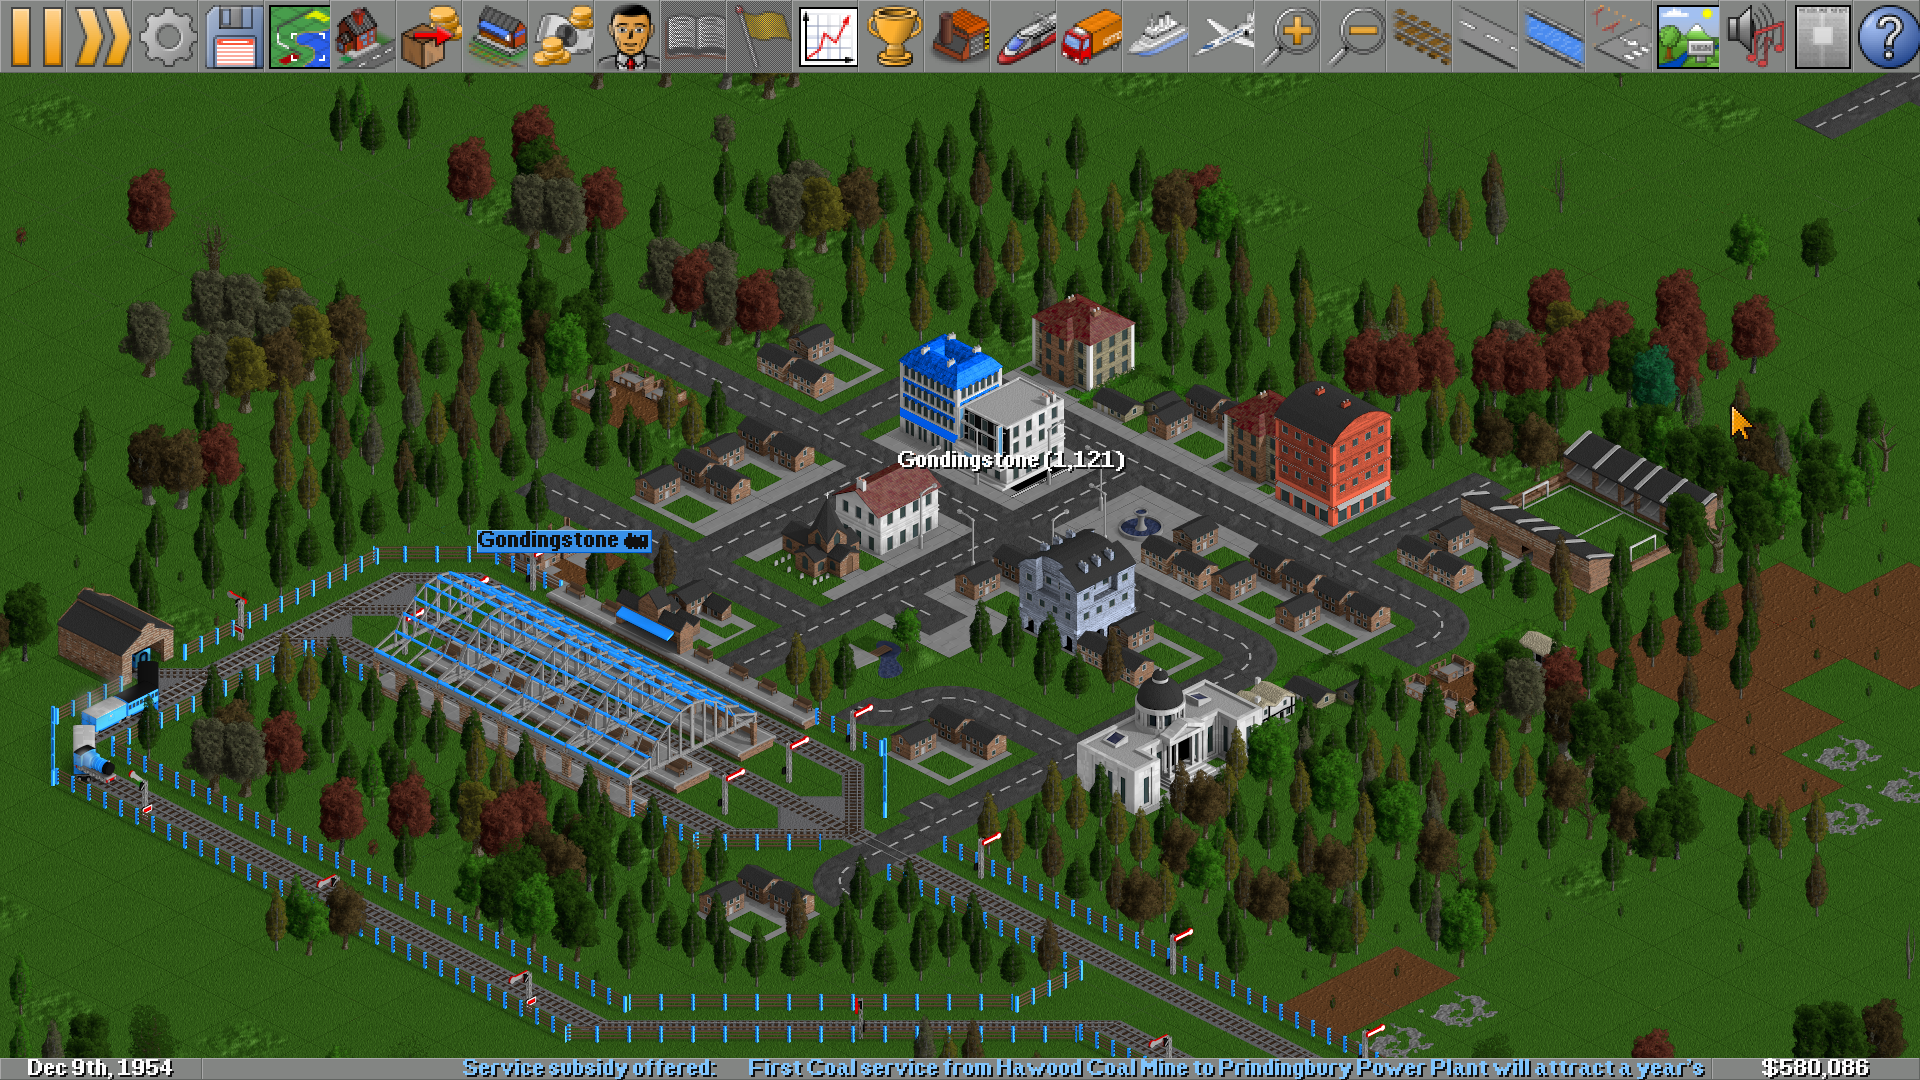 Gondingstone (1,121)
Gondingstone
Dec 9th, 1954
Service subsidy offered: First Coal service from Hawood Coal Mine to Prindingbury Power Plant will attract a year's
$580,086